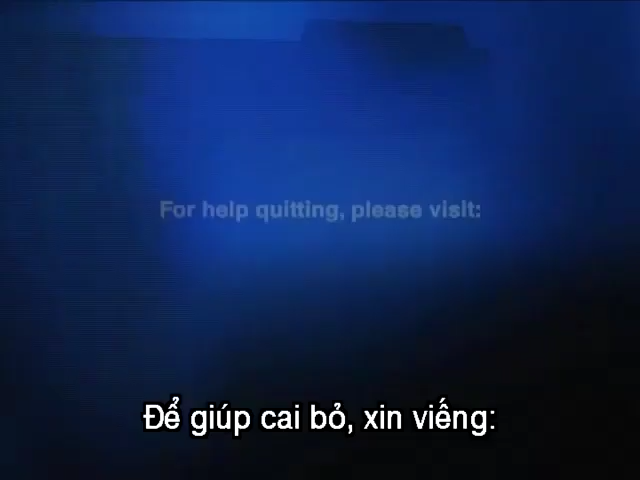 For help quitting, please visit:
Để giúp cai bỏ, xin viếng: